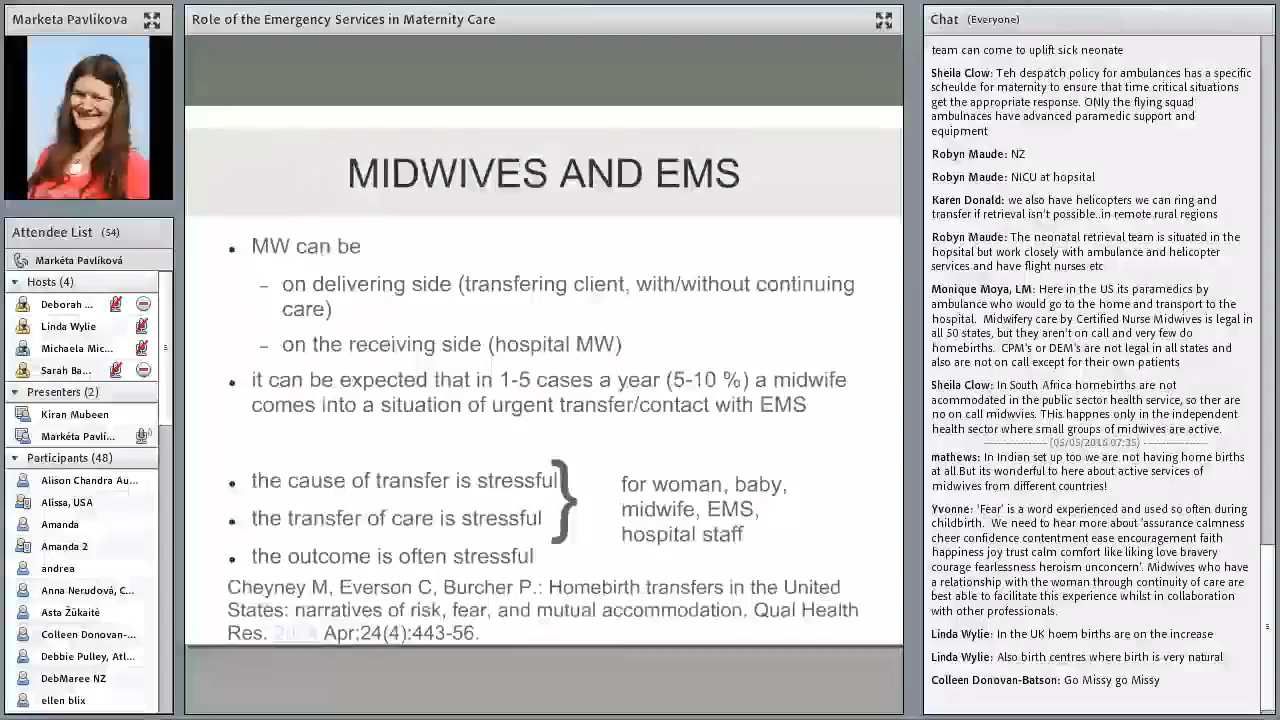 Marketa Pavlikova
Attendee List (54)
Markéta Pavlíková
Hosts (4)
Deborah ...
Linda Wylie
Michaela Mic...
Sarah Ba...
Presenters (2)
Kiran Mubeen
Markéta Pavlí...
Participants (48)
Alison Chandra Au...
Alissa, USA
Amanda
Amanda 2
andrea
Anna Nerudová, C...
Asta Žūkaitė
Colleen Donovan-...
Debbie Pulley, Atl...
DebMaree NZ
ellen blix
Role of the Emergency Services in Maternity Care
MIDWIVES AND EMS
• MW can be
– on delivering side (transfering client, with/without continuing
care)
– on the receiving side (hospital MW)
• it can be expected that in 1-5 cases a year (5-10 %) a midwife
comes into a situation of urgent transfer/contact with EMS
• the cause of transfer is stressful
• the transfer of care is stressful
• the outcome is often stressful
}
for woman, baby,
midwife, EMS,
hospital staff
Cheyney M, Everson C, Burcher P.: Homebirth transfers in the United
States: narratives of risk, fear, and mutual accommodation. Qual Health
Res. Apr;24(4):443-56.
Chat (Everyone)
team can come to uplift sick neonate
Sheila Clow: Teh despatch policy for ambulances has a specific
scheulde for maternity to ensure that time critical situations
get the appropriate response. ONly the flying squad
ambulnaces have advanced paramedic support and
equipment
Robyn Maude: NZ
Robyn Maude: NICU at hopsital
Karen Donald: we also have helicopters we can ring and
transfer if retrieval isn't possible..in remote rural regions
Robyn Maude: The neonatal retrieval team is situated in the
hopsital but work closely with ambulance and helicopter
services and have flight nurses etc
Monique Moya, LM: Here in the US its paramedics by
ambulance who would go to the home and transport to the
hospital. Midwifery care by Certified Nurse Midwives is legal in
all 50 states, but they aren't on call and very few do
homebirths. CPM's or DEM's are not legal in all states and
also are not on call except for their own patients
Sheila Clow: In South Africa homebirths are not
acommodated in the public sector health service, so ther are
no on call midwvies. THis happnes only in the independent
health sector where small groups of midwives are active.
(05/05/2016 07:35)
mathews: In Indian set up too we are not having home births
at all.But its wonderful to here about active services of
midwives from different countries!
Yvonne: 'Fear' is a word experienced and used so often during
childbirth. We need to hear more about 'assurance calmness
cheer confidence contentment ease encouragement faith
happiness joy trust calm comfort like liking love bravery
courage fearlessness heroism unconcern'. Midwives who have
a relationship with the woman through continuity of care are
best able to facilitate this experience whilst in collaboration
with other professionals.
Linda Wylie: In the UK hoem births are on the increase
Linda Wylie: Also birth centres where birth is very natural
Colleen Donovan-Batson: Go Missy go Missy